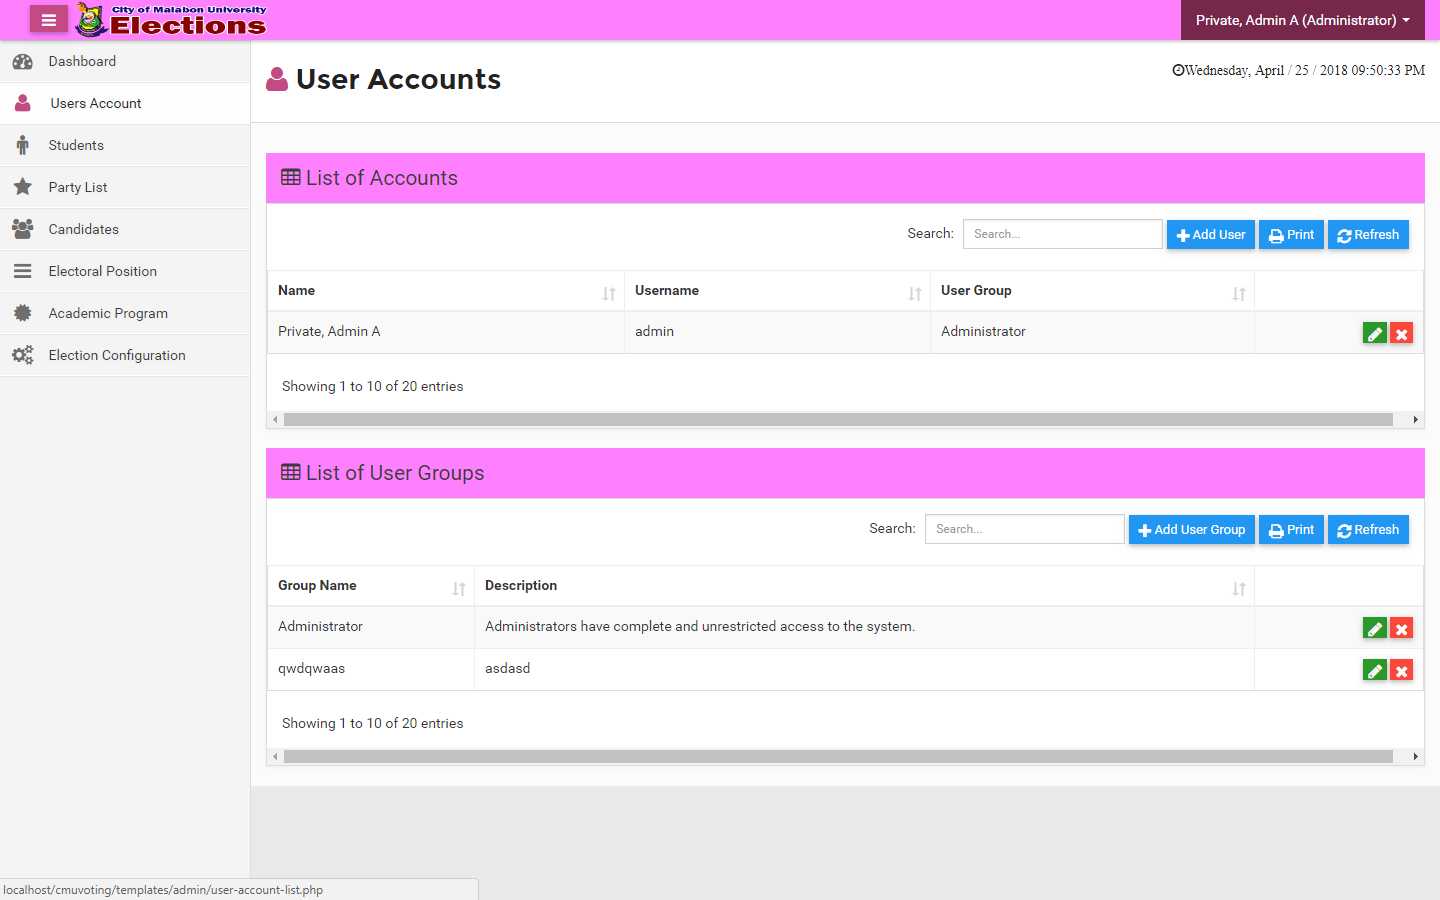 City of Malabon University
Elections
Private, Admin A (Administrator)
Dashboard
Users Account
Students
Party List
Candidates
Electoral Position
Academic Program
Election Configuration
User Accounts
Wednesday, April / 25 / 2018 09:50:33 PM
List of Accounts
Search: Search... Add User Print Refresh
Name Username User Group
Private, Admin A admin Administrator
Showing 1 to 10 of 20 entries
List of User Groups
Search: Search... Add User Group Print Refresh
Group Name Description
Administrator Administrators have complete and unrestricted access to the system.
qwdqwaas asdasd
Showing 1 to 10 of 20 entries
localhost/cmuvoting/templates/admin/user-account-list.php